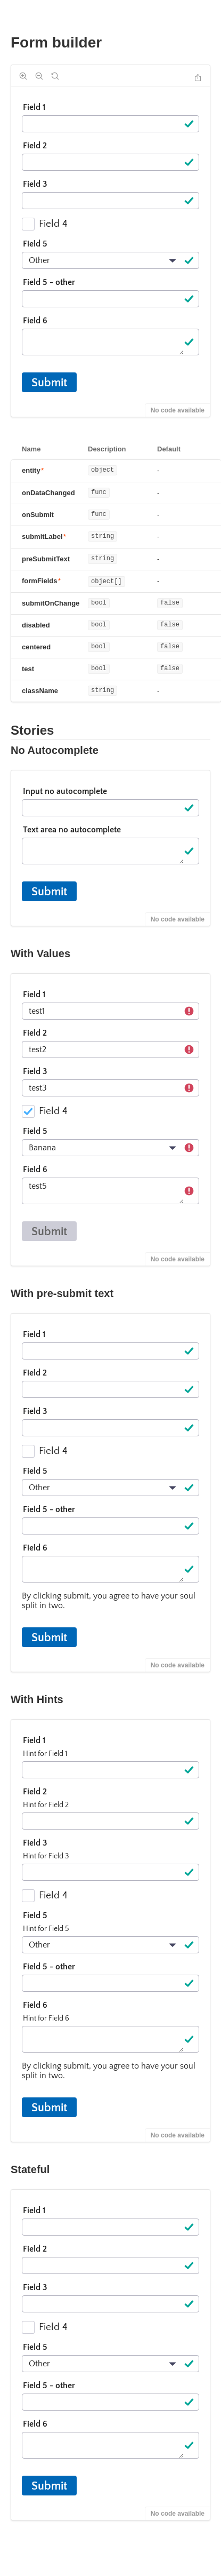 Form builder
Field 1
Field 2
Field 3
Field 4
Field 5
Other
Field 5 - other
Field 6
Submit
No code available
Name Description Default
entity* object -
onDataChanged func -
onSubmit func -
submitLabel* string -
preSubmitText string -
formFields* object[] -
submitOnChange bool false
disabled bool false
centered bool false
test bool false
className string -
Stories
No Autocomplete
Input no autocomplete
Text area no autocomplete
Submit
No code available
With Values
Field 1
test1
Field 2
test2
Field 3
test3
Field 4
Field 5
Banana
Field 6
test5
Submit
No code available
With pre-submit text
Field 1
Field 2
Field 3
Field 4
Field 5
Other
Field 5 - other
Field 6
By clicking submit, you agree to have your soul
split in two.
Submit
No code available
With Hints
Field 1
Hint for Field 1
Field 2
Hint for Field 2
Field 3
Hint for Field 3
Field 4
Field 5
Hint for Field 5
Other
Field 5 - other
Field 6
Hint for Field 6
By clicking submit, you agree to have your soul
split in two.
Submit
No code available
Stateful
Field 1
Field 2
Field 3
Field 4
Field 5
Other
Field 5 - other
Field 6
Submit
No code available